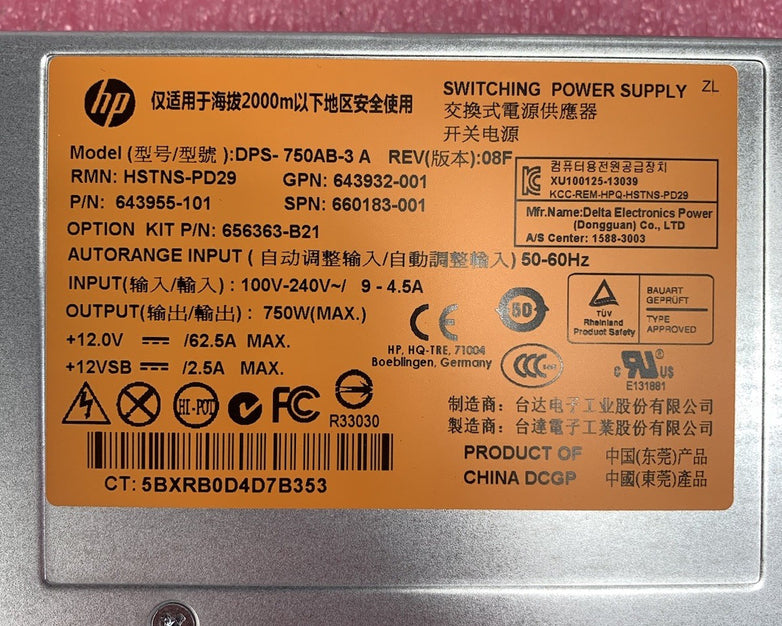 hp
仅适用于海拔2000m以下地区安全使用
SWITCHING POWER SUPPLY ZL
交換式電源供應器
开关电源
Model (型号/型號):DPS-750AB-3 A REV(版本):08F
RMN: HSTNS-PD29 GPN: 643932-001
P/N: 643955-101 SPN: 660183-001
OPTION KIT P/N: 656363-B21
컴퓨터용전원공급장치
XU100125-13039
KCC-REM-HPQ-HSTNS-PD29
Mfr.Name:Delta Electronics Power
(Dongguan) Co., LTD
A/S Center: 1588-3003
AUTORANGE INPUT (自动调整输入/自動調整輸入) 50-60Hz
INPUT(输入/輸入): 100V-240V~/ 9 - 4.5A
OUTPUT(输出/輸出): 750W(MAX.)
+12.0V /62.5A MAX.
+12VSB /2.5A MAX.
CE
HP, HQ-TRE, 71004
Boeblingen, Germany
50
CCC
TÜV
Rheinland
Product Safety
BAUART
GEPRÜFT
TYPE
APPROVED
c RU ® US
E131881
HI-POT
FC
R33030
制造商: 台达电子工业股份有限公司
製造商: 台達電子工業股份有限公司
PRODUCT OF 中国(东莞)产品
CHINA DCGP 中國(東莞)產品
CT: 5BXRB0D4D7B353